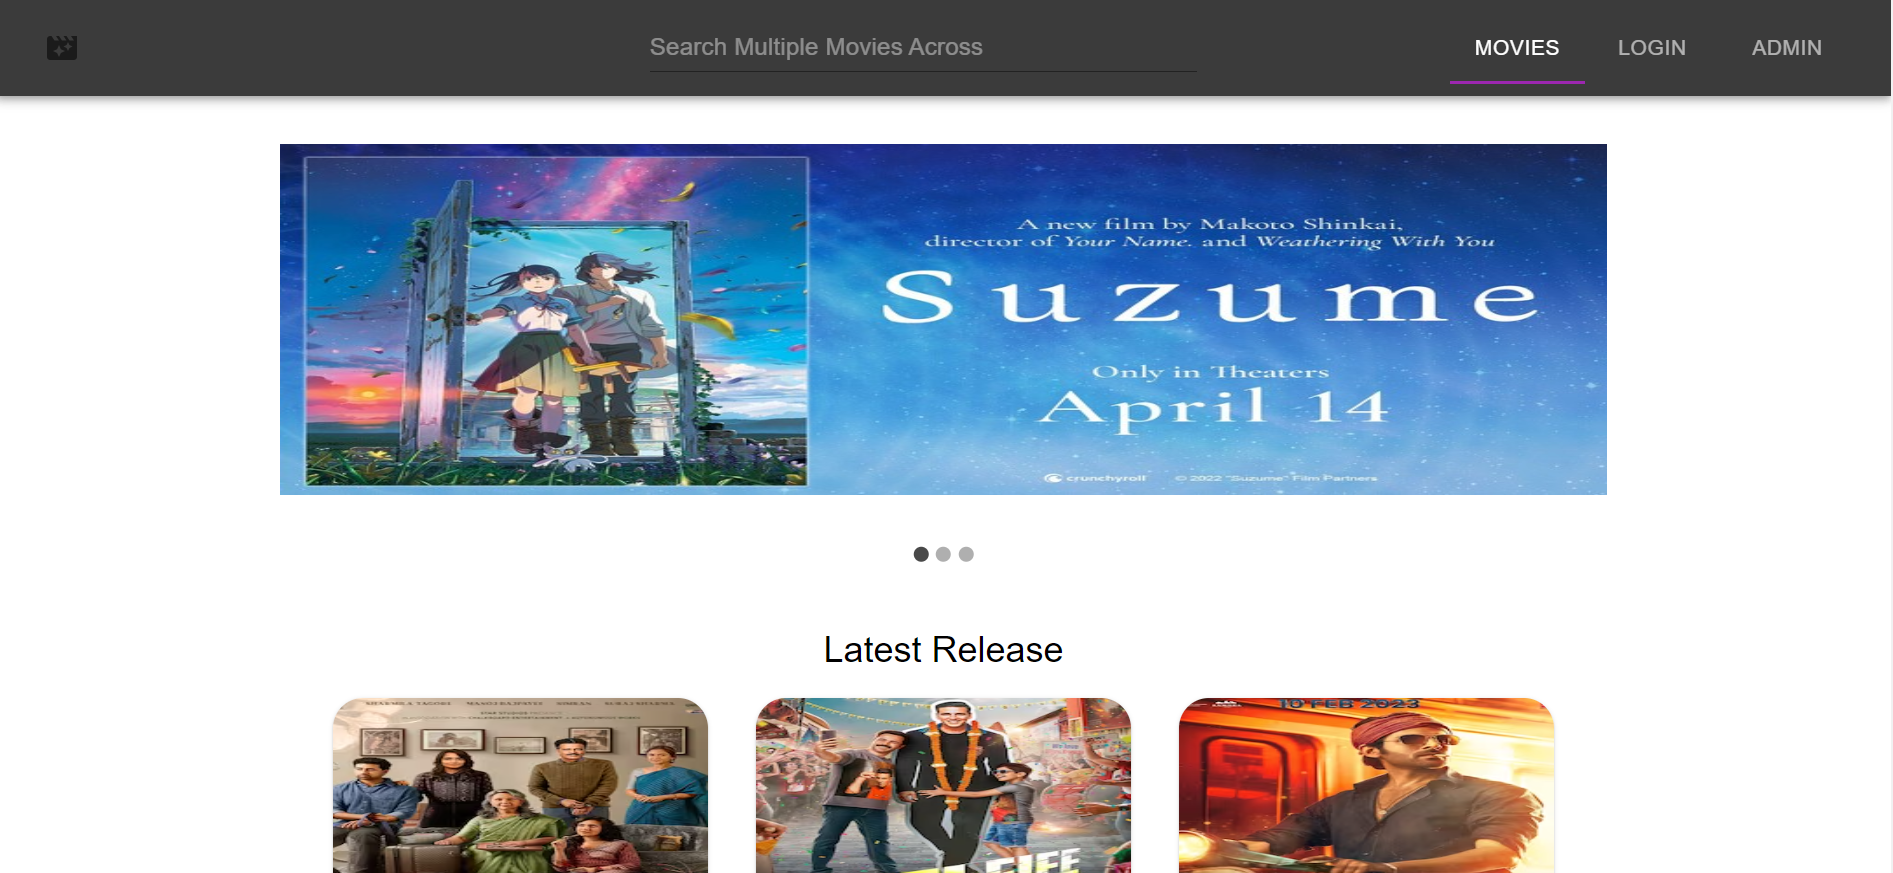 Search Multiple Movies Across
MOVIES
LOGIN
ADMIN
A new film by Makoto Shinkai,
director of Your Name. and Weathering With You
Suzume
Only in Theaters
April 14
crunchyroll
© 2022 "Suzume" Film Partners
Latest Release
SHARMILA TAGORE MANOJ BAJPAYEE SIMRAN SURAJ SHARMA
10 FEB 2023